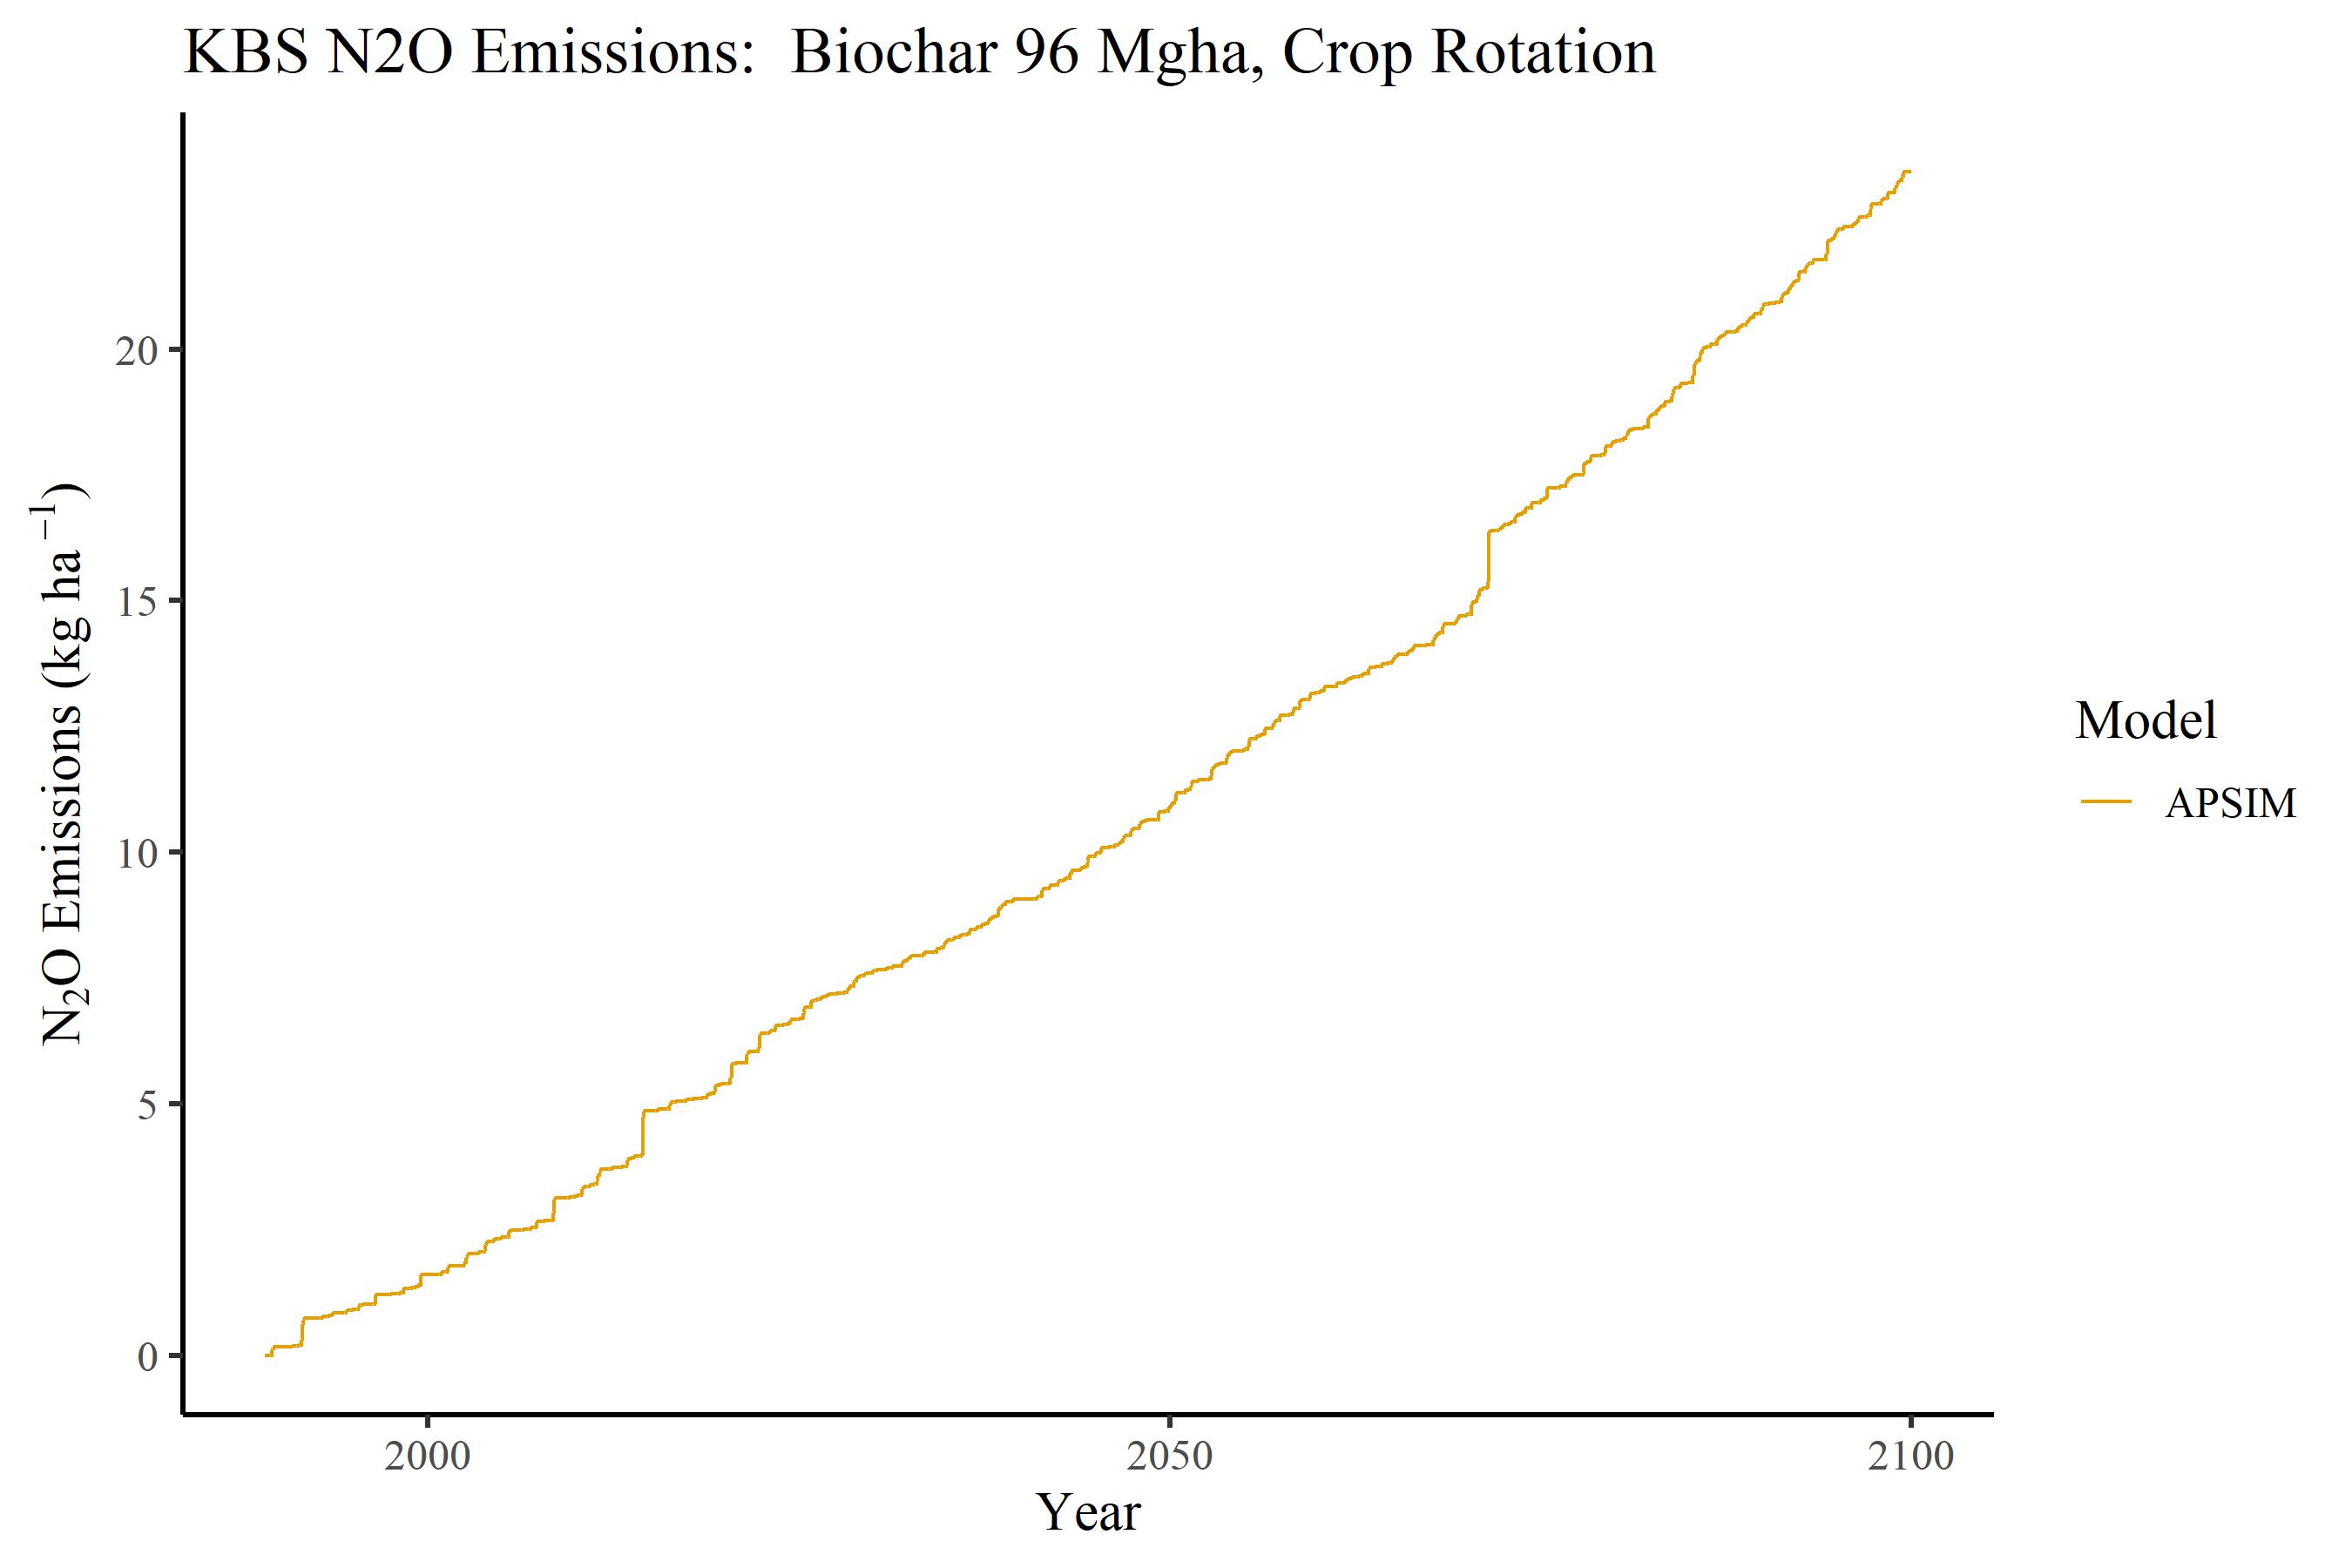 KBS N2O Emissions:  Biochar 96 Mgha, Crop Rotation
N₂O Emissions (kg ha⁻¹)
20
15
10
5
0
2000 2050 2100
Year
Model
APSIM